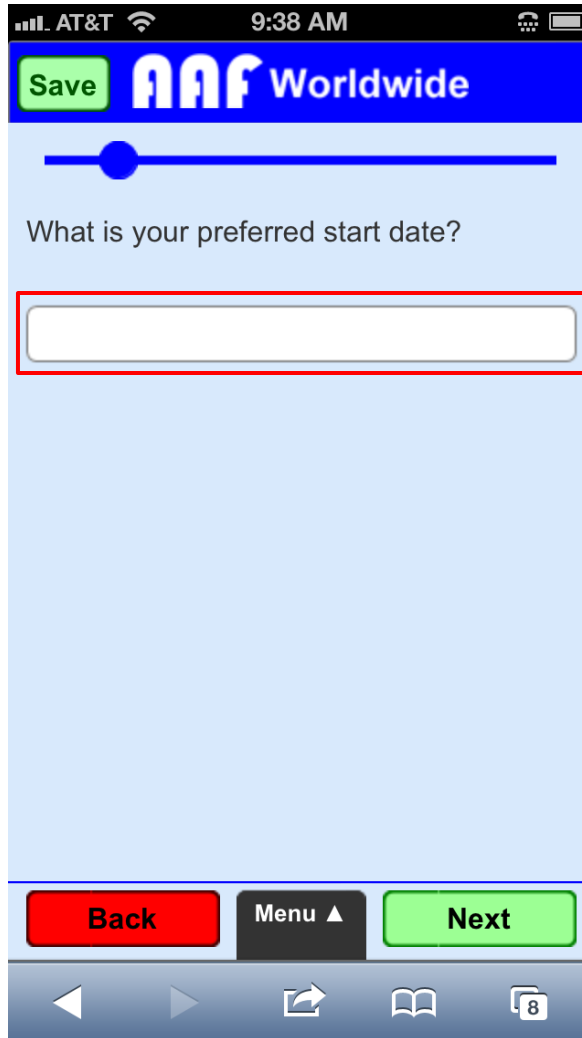 AT&T 9:38 AM
Save AAF Worldwide
What is your preferred start date?
Back Menu ▲ Next
8